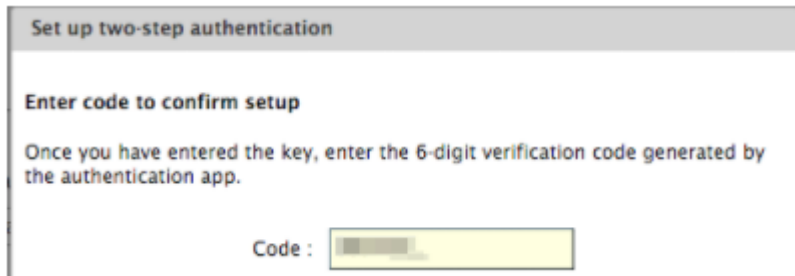 Set up two-step authentication
Enter code to confirm setup
Once you have entered the key, enter the 6-digit verification code generated by
the authentication app.
Code :